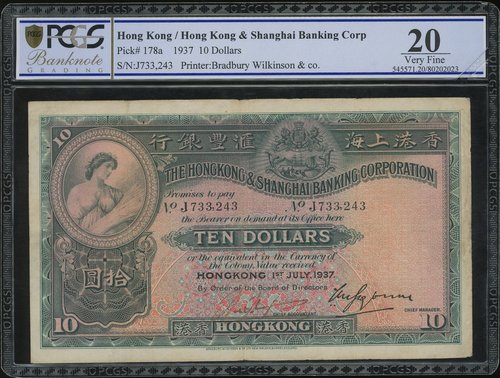 PCGS
Banknote
GRADING
Hong Kong / Hong Kong & Shanghai Banking Corp
Pick# 178a 1937 10 Dollars
S/N:J733,243 Printer:Bradbury Wilkinson & co.
20
Very Fine
545571.20/80202023
10
行銀豐滙 海上港香
THE HONGKONG & SHANGHAI BANKING CORPORATION
Promises to pay
No J733,243 No J733,243
the Bearer on demand at its Office here
TEN DOLLARS
or the equivalent in the Currency of
the Colony, Value received.
HONGKONG 1ST JULY, 1937.
By Order of the Board of Directors
圓拾
CHIEF MANAGER.
10 HONGKONG 10